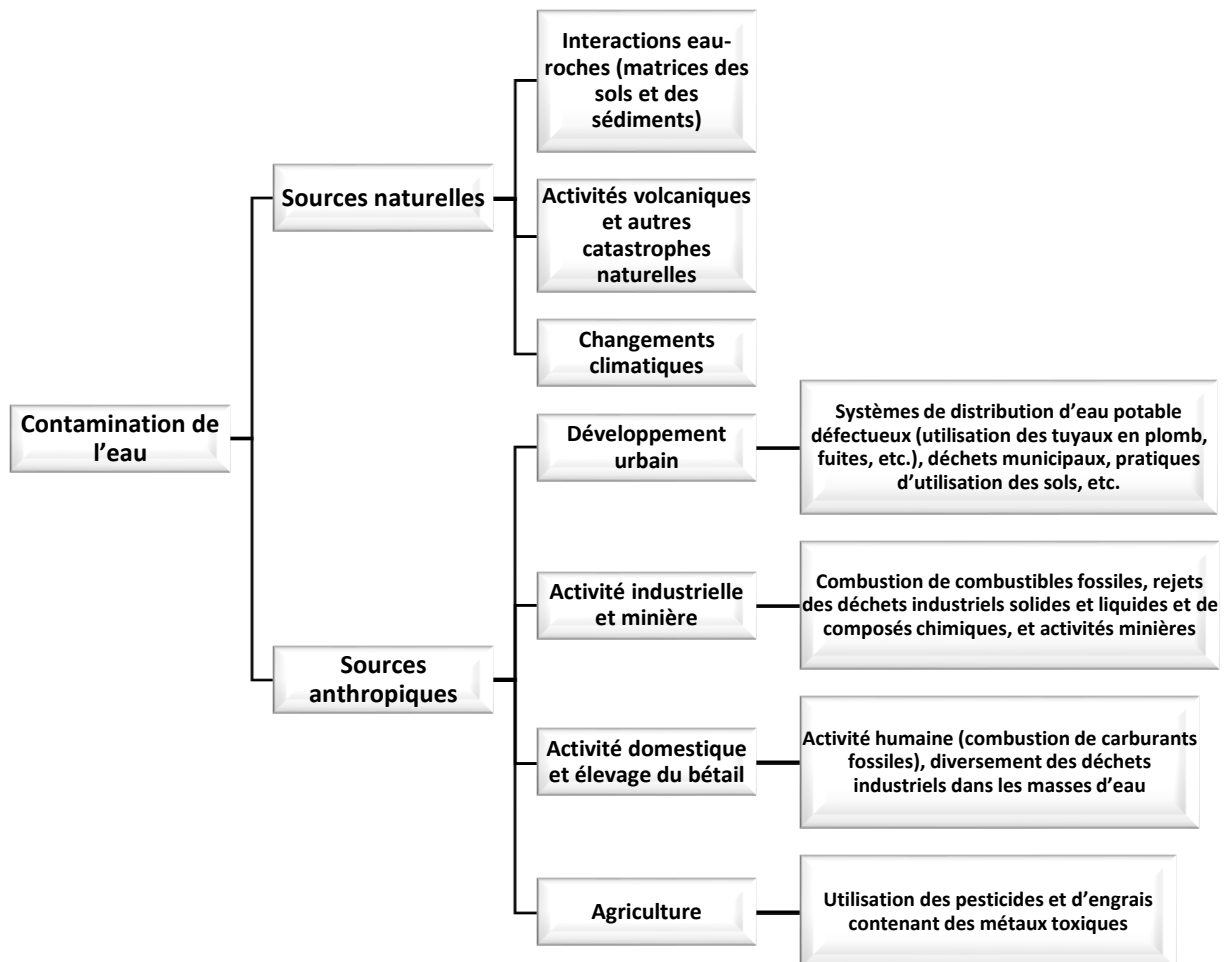 Interactions eau-
roches (matrices des
sols et des
sédiments)
Sources naturelles
Activités volcaniques
et autres
catastrophes
naturelles
Changements
climatiques
Contamination de
l’eau
Développement
urbain
Systèmes de distribution d’eau potable
défectueux (utilisation des tuyaux en plomb,
fuites, etc.), déchets municipaux, pratiques
d’utilisation des sols, etc.
Activité industrielle
et minière
Combustion de combustibles fossiles, rejets
des déchets industriels solides et liquides et de
composés chimiques, et activités minières
Sources
anthropiques
Activité domestique
et élevage du bétail
Activité humaine (combustion de carburants
fossiles), diversement des déchets
industriels dans les masses d’eau
Agriculture
Utilisation des pesticides et d’engrais
contenant des métaux toxiques